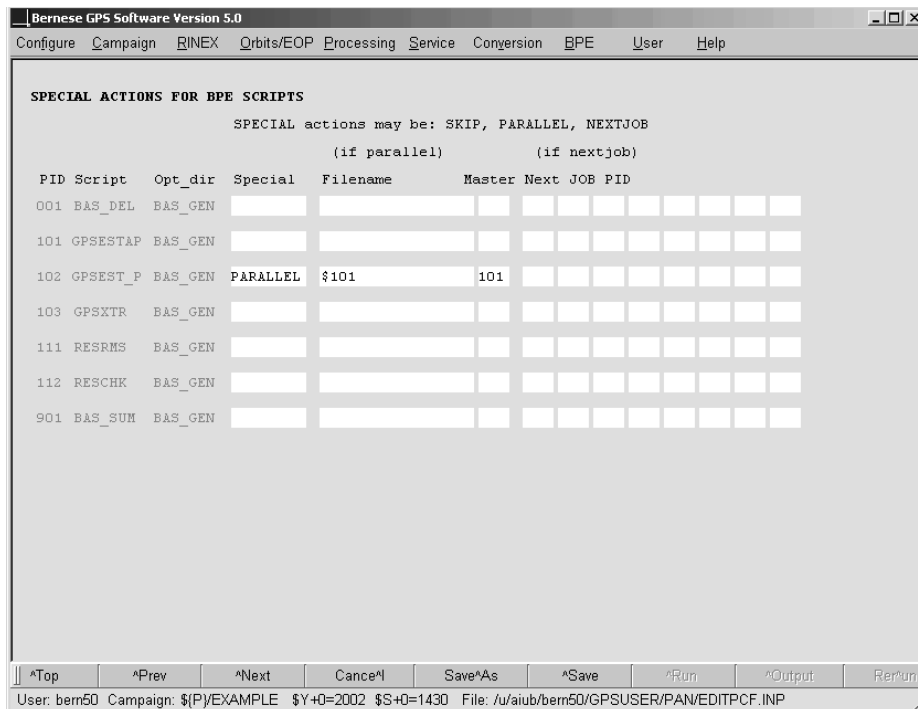 Bernese GPS Software Version 5.0
Configure Campaign RINEX Orbits/EOP Processing Service Conversion BPE User Help
SPECIAL ACTIONS FOR BPE SCRIPTS
SPECIAL actions may be: SKIP, PARALLEL, NEXTJOB
(if parallel) (if nextjob)
PID Script Opt_dir Special Filename Master Next JOB PID
001 BAS_DEL BAS_GEN
101 GPSESTAP BAS_GEN
102 GPSEST_P BAS_GEN PARALLEL $101 101
103 GPSXTR BAS_GEN
111 RESRMS BAS_GEN
112 RESCHK BAS_GEN
901 BAS_SUM BAS_GEN
^Top ^Prev ^Next Cance^l Save^As ^Save ^Run ^Output Rer^un
User: bern50 Campaign: ${P}/EXAMPLE $Y+0=2002 $S+0=1430 File: /u/aiub/bern50/GPSUSER/PAN/EDITPCF.INP